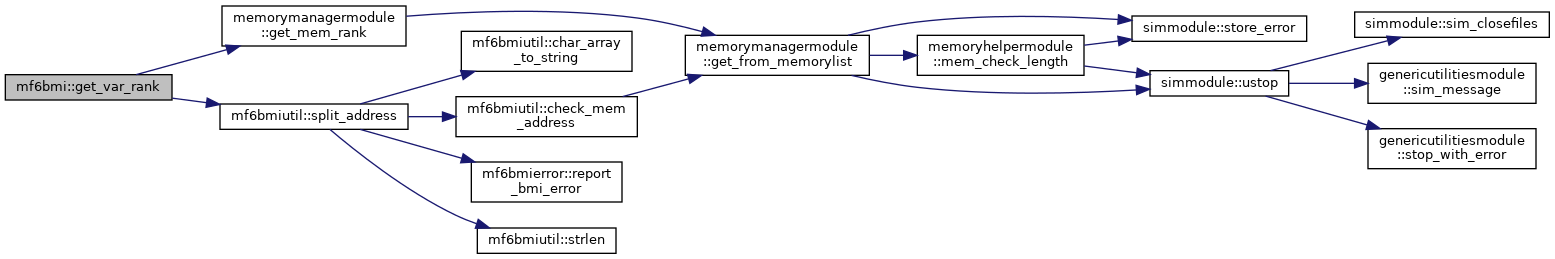 mf6bmi::get_var_rank
memorymanagermodule
::get_mem_rank
mf6bmiutil::split_address
mf6bmiutil::char_array
_to_string
mf6bmiutil::check_mem
_address
mf6bmierror::report
_bmi_error
mf6bmiutil::strlen
memorymanagermodule
::get_from_memorylist
memoryhelpermodule
::mem_check_length
simmodule::store_error
simmodule::ustop
simmodule::sim_closefiles
genericutilitiesmodule
::sim_message
genericutilitiesmodule
::stop_with_error